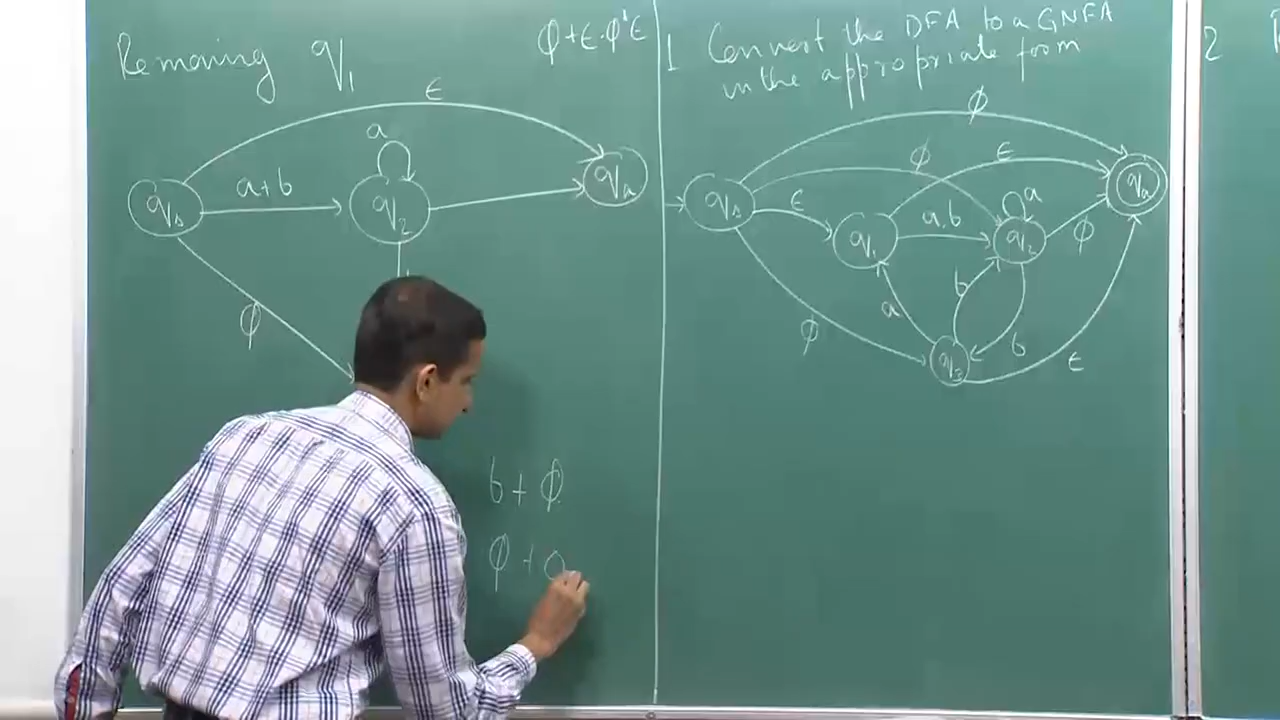 Removing q1
ϕ+ϵ·ϕ*ϵ
ϵ
a
a+b
qs
q2
qa
ϕ
b + ϕ
ϕ +
1 Convert the DFA to a GNFA
in the appropriate form
ϕ
ϕ
ϵ
qa
a
qs
ϵ
a,b
q1
q2
ϕ
b
a
ϕ
b
q3
ϵ
2